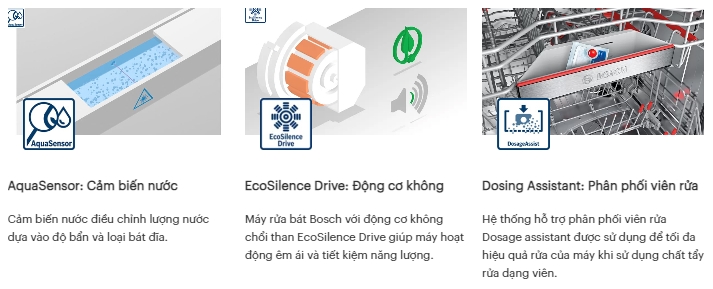 AquaSensor
EcoSilence
Drive
BOSCH
DosageAssist
AquaSensor: Cảm biến nước
Cảm biến nước điều chỉnh lượng nước
dựa vào độ bẩn và loại bát đĩa.
EcoSilence Drive: Động cơ không
Máy rửa bát Bosch với động cơ không
chổi than EcoSilence Drive giúp máy hoạt
động êm ái và tiết kiệm năng lượng.
Dosing Assistant: Phân phối viên rửa
Hệ thống hỗ trợ phân phối viên rửa
Dosage assistant được sử dụng để tối đa
hiệu quả rửa của máy khi sử dụng chất tẩy
rửa dạng viên.